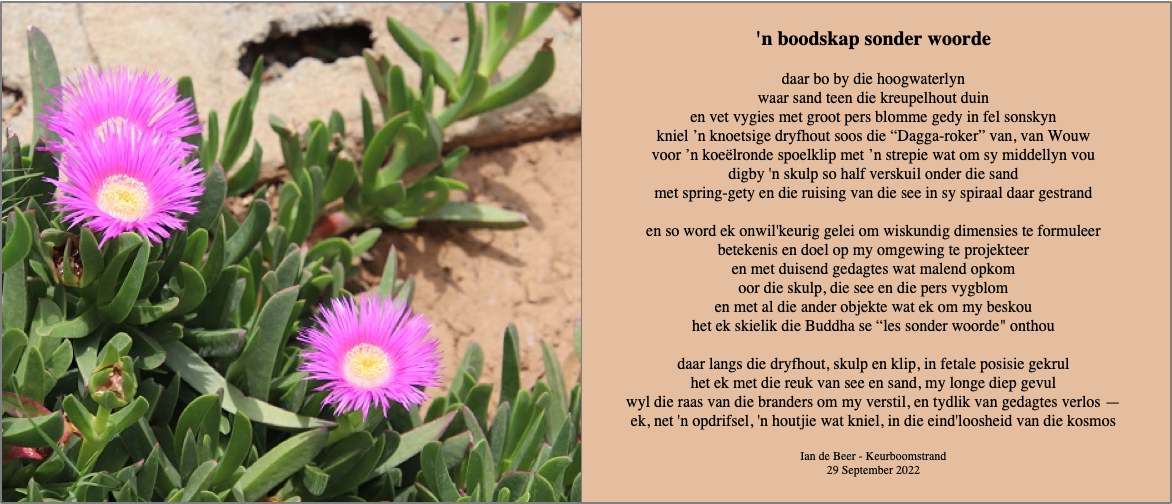 'n boodskap sonder woorde
daar bo by die hoogwaterlyn
waar sand teen die kreupelhout duin
en vet vygies met groot pers blomme gedy in fel sonskyn
kniel ’n knoetsige dryfhout soos die “Dagga-roker” van, van Wouw
voor ’n koeëlronde spoelklip met ’n strepie wat om sy middellyn vou
digby 'n skulp so half verskuil onder die sand
met spring-gety en die ruising van die see in sy spiraal daar gestrand
en so word ek onwil'keurig gelei om wiskundig dimensies te formuleer
betekenis en doel op my omgewing te projekteer
en met duisend gedagtes wat malend opkom
oor die skulp, die see en die pers vygblom
en met al die ander objekte wat ek om my beskou
het ek skielik die Buddha se “les sonder woorde" onthou
daar langs die dryfhout, skulp en klip, in fetale posisie gekrul
het ek met die reuk van see en sand, my longe diep gevul
wyl die raas van die branders om my verstil, en tydlik van gedagtes verlos —
ek, net 'n opdrifsel, 'n houtjie wat kniel, in die eind'loosheid van die kosmos
Ian de Beer - Keurboomstrand
29 September 2022